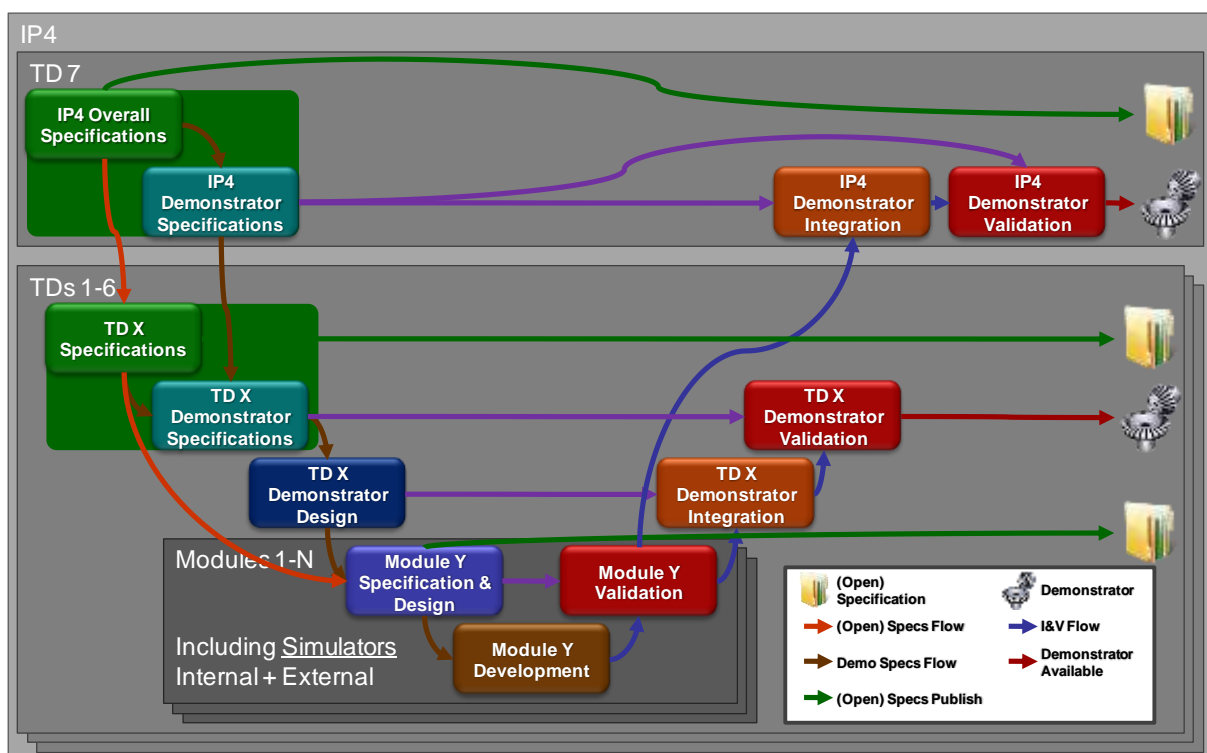 IP4
TD 7
IP4 Overall
Specifications
IP4
Demonstrator
Specifications
IP4
Demonstrator
Integration
IP4
Demonstrator
Validation
TDs 1-6
TD X
Specifications
TD X
Demonstrator
Specifications
TD X
Demonstrator
Validation
TD X
Demonstrator
Design
TD X
Demonstrator
Integration
Modules 1-N
Module Y
Specification &
Design
Module Y
Validation
Including Simulators
Internal + External
Module Y
Development
(Open)
Specification
Demonstrator
(Open) Specs Flow
I&V Flow
Demo Specs Flow
Demonstrator
Available
(Open) Specs Publish